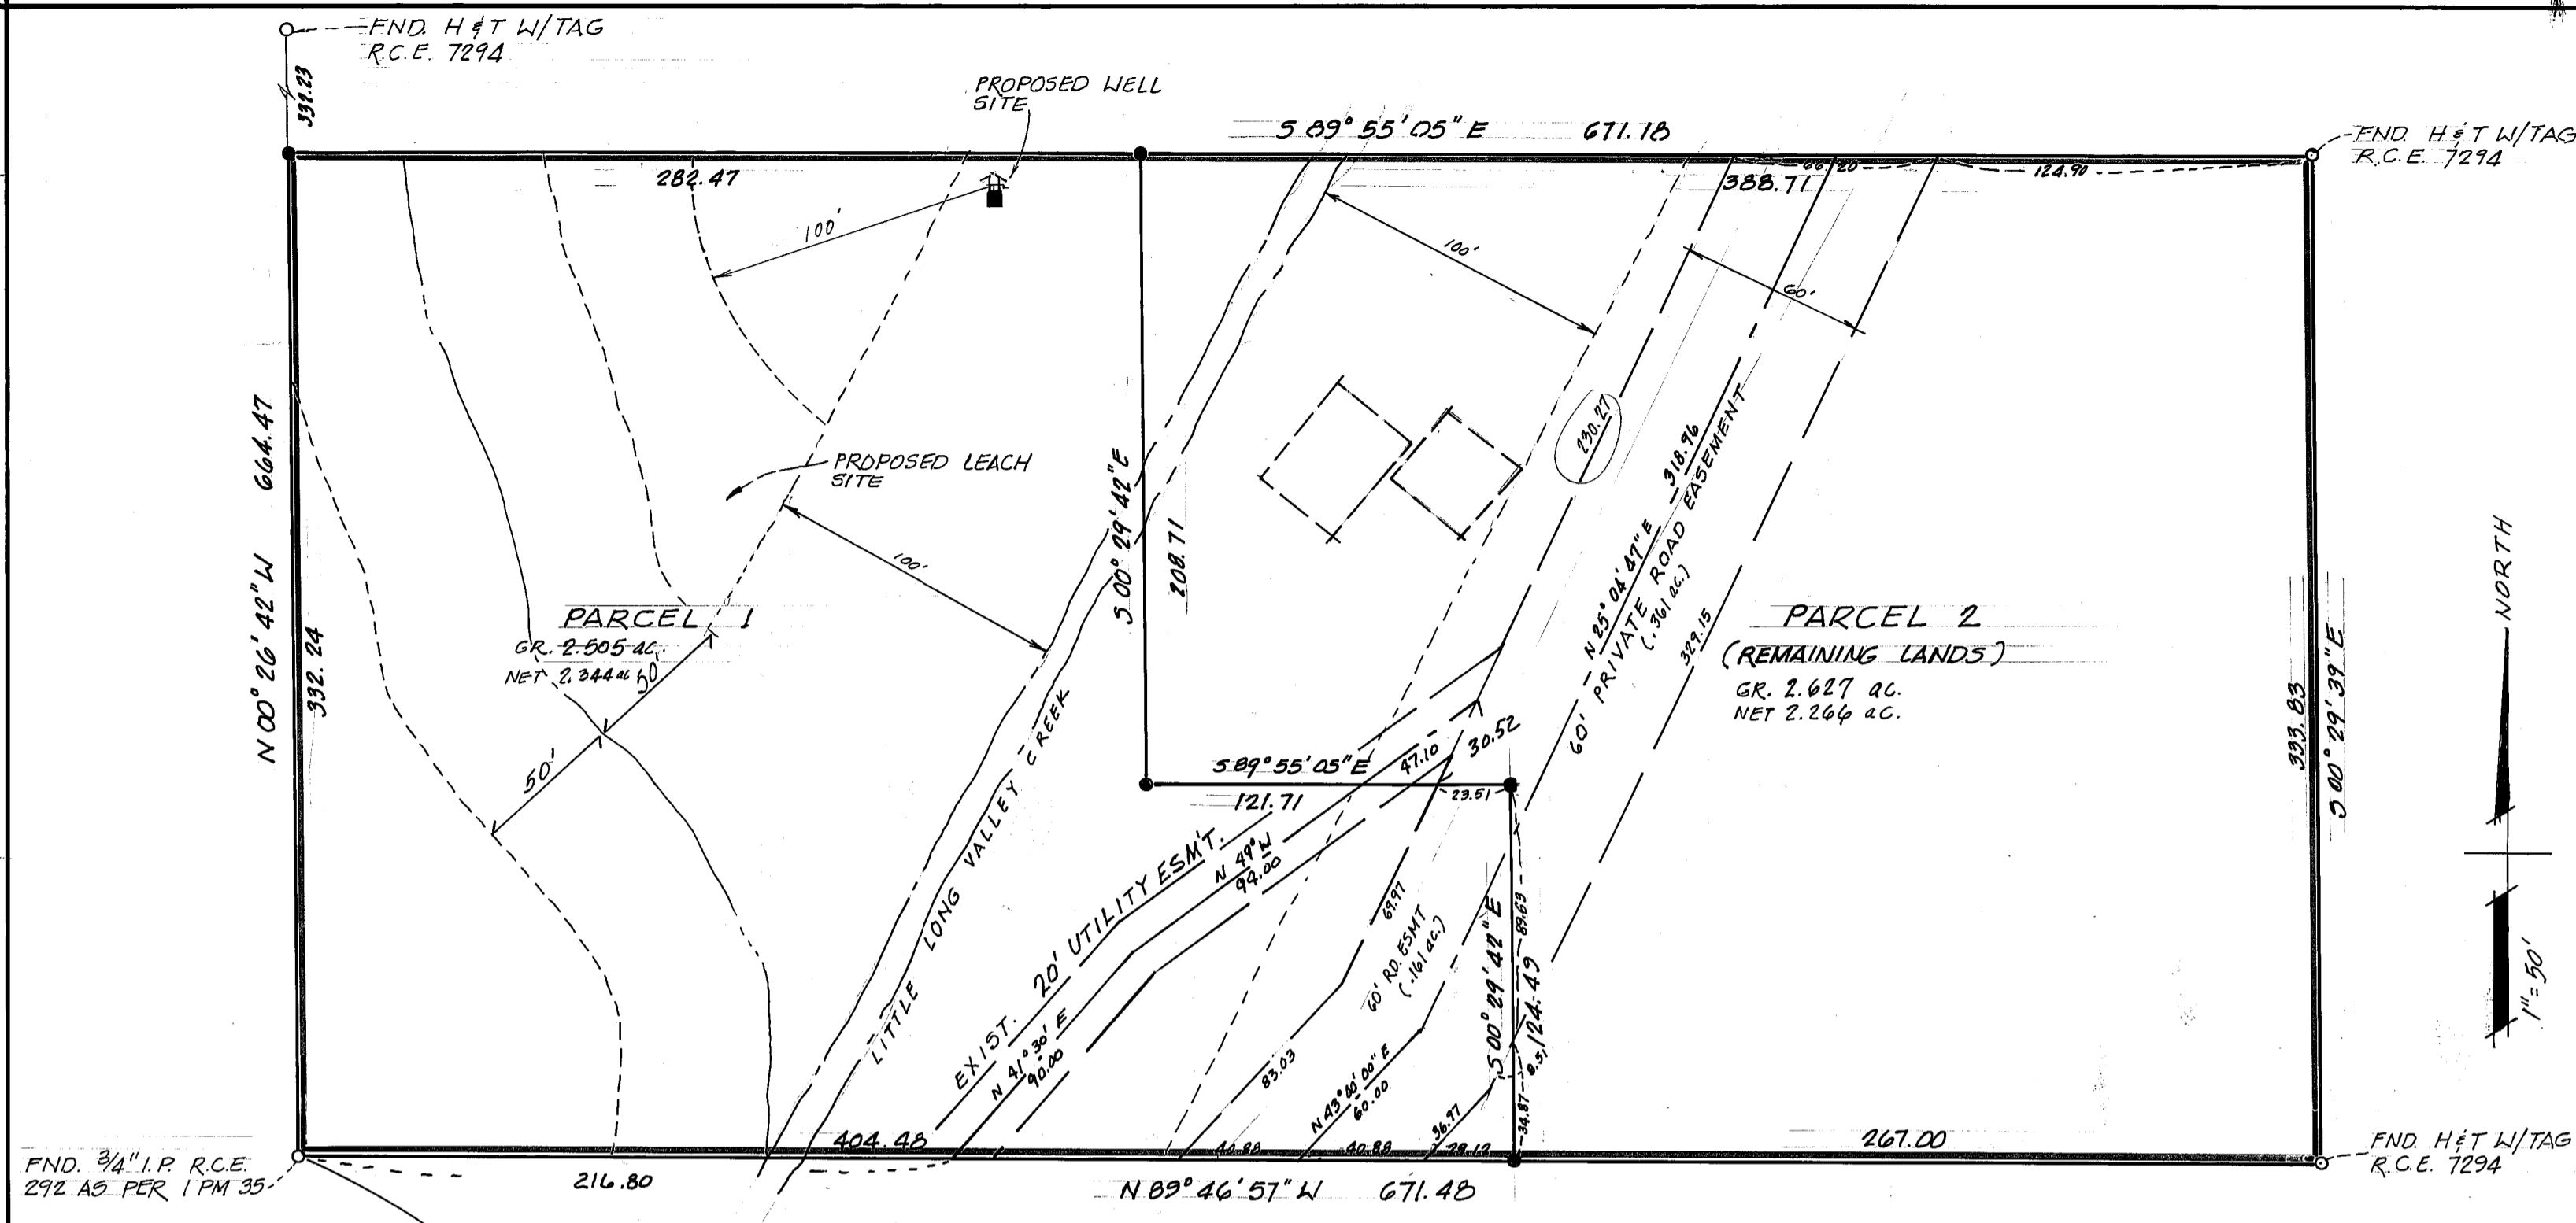 FND. H & T W/TAG
R.C.E. 7294
332.23
PROPOSED WELL
SITE
S 89° 55' 05" E 671.18
FND. H & T W/TAG
R.C.E. 7294
282.47
388.71
66.20
124.90
100'
100'
60'
N 00° 26' 42" W 664.47
332.24
PROPOSED LEACH
SITE
100'
S 00° 29' 42" E
208.71
230.27
N 25° 04' 47" E 318.96
60' PRIVATE ROAD EASEMENT
(.361 ac.)
329.15
PARCEL 1
GR. 2.505 ac.
NET 2.344 ac
50'
50'
PARCEL 2
(REMAINING LANDS)
GR. 2.627 ac.
NET 2.266 ac.
333.83
S 00° 29' 39" E
NORTH
1" = 50'
LITTLE LONG VALLEY CREEK
S 89° 55' 05" E
121.71
47.10
30.52
23.51
EXIST. 20' UTILITY ESM'T.
N 49° W
94.00
N 41° 30' E
90.00
69.97
60' RD. ESMT
(.161 ac.)
83.03
N 43° 00' 00" E
60.00
36.97
S 00° 29' 42" E
124.49
89.63
34.87
404.48
40.88
40.88
29.12
267.00
FND. 3/4" I.P. R.C.E.
292 AS PER 1 PM 35
216.80
N 89° 46' 57" W 671.48
FND. H & T W/TAG
R.C.E. 7294